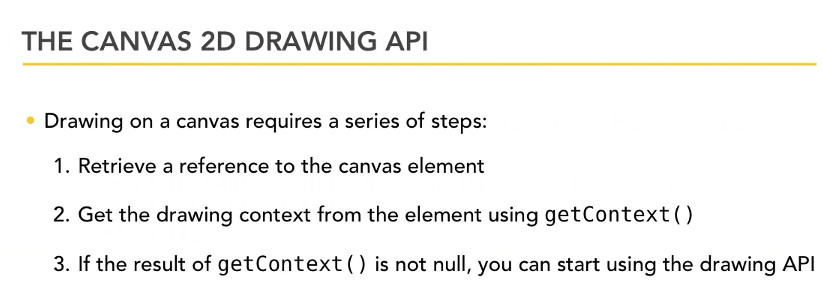 THE CANVAS 2D DRAWING API
• Drawing on a canvas requires a series of steps:
1. Retrieve a reference to the canvas element
2. Get the drawing context from the element using getContext()
3. If the result of getContext() is not null, you can start using the drawing API